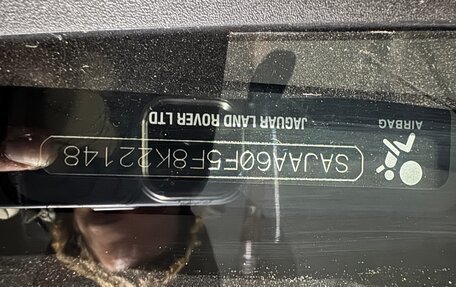 SAJAA60F5F8K22148
AIRBAG
JAGUAR LAND ROVER LTD